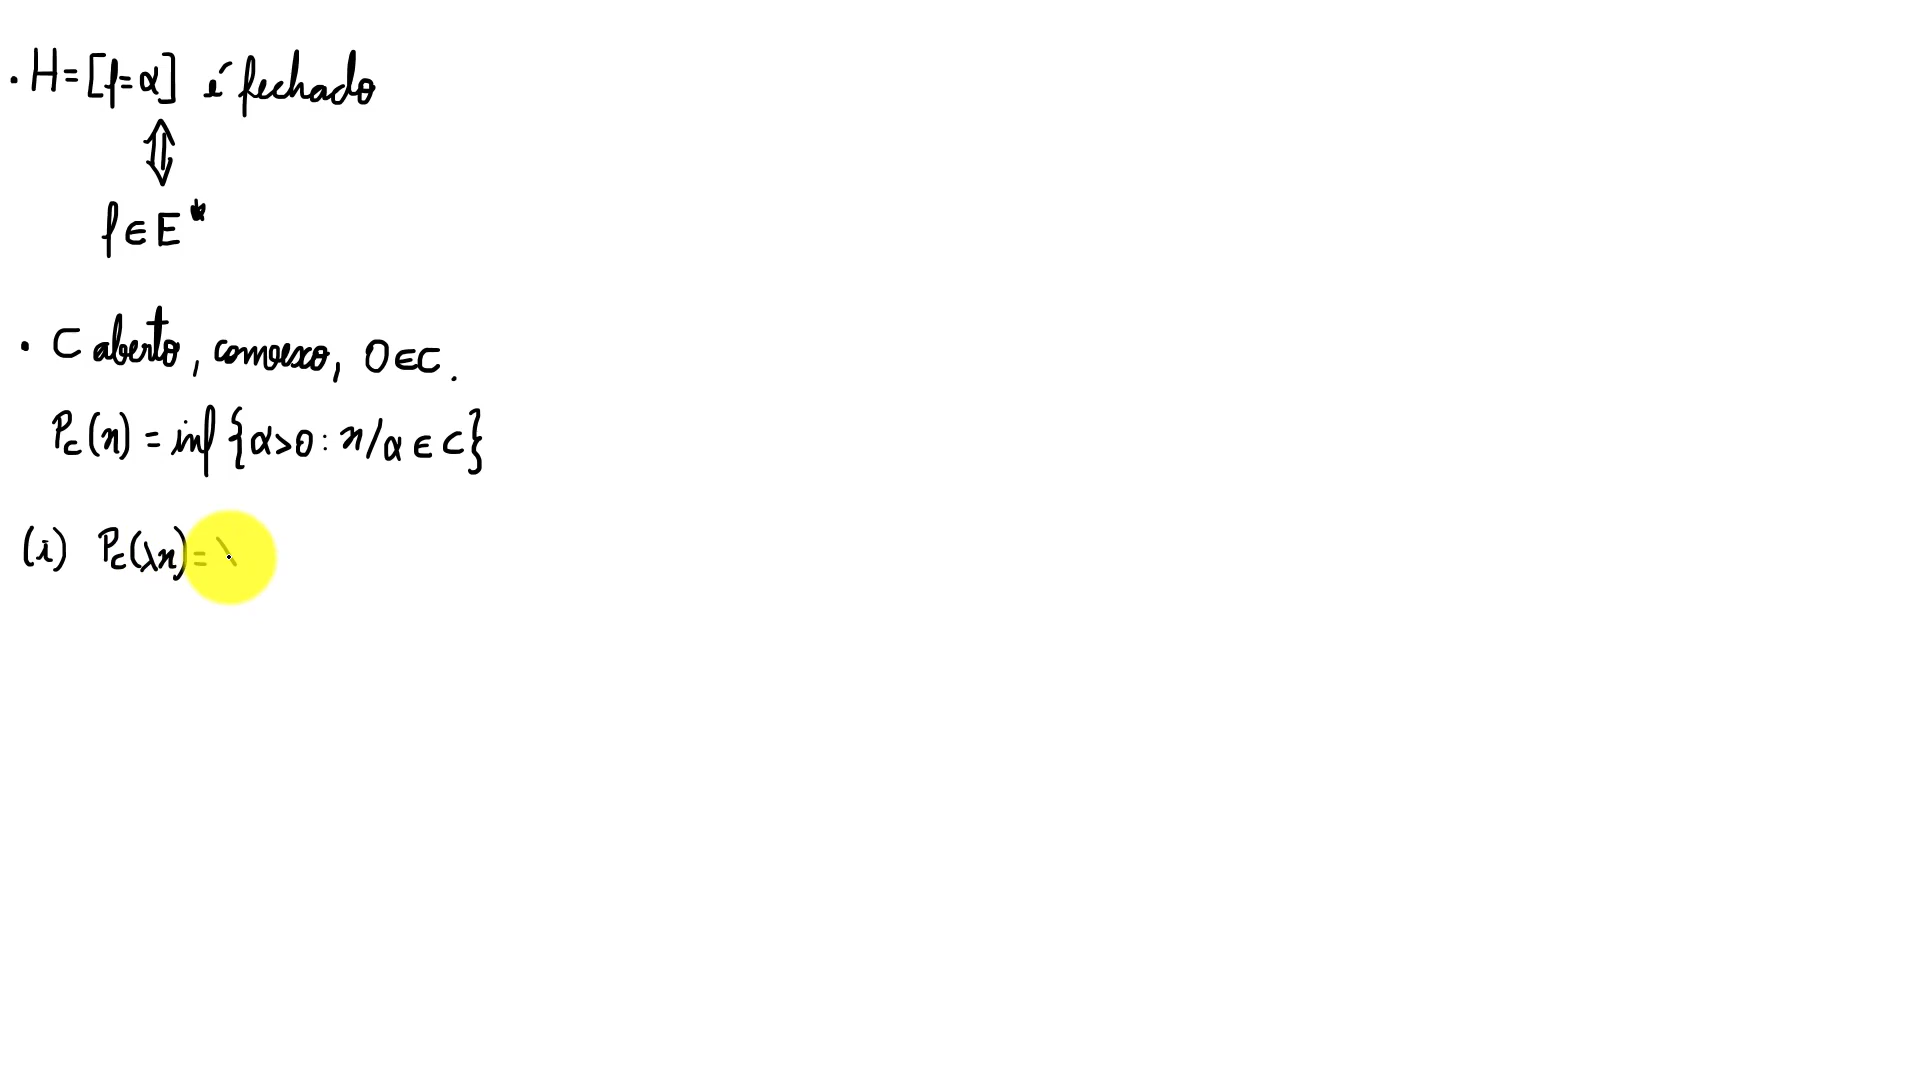 . H = [f = α] é fechado
⇕
f ∈ E*
. C aberto, convexo, 0 ∈ C.
P_C(x) = inf {α > 0 : x/α ∈ C}
(i) P_C(λx) = \